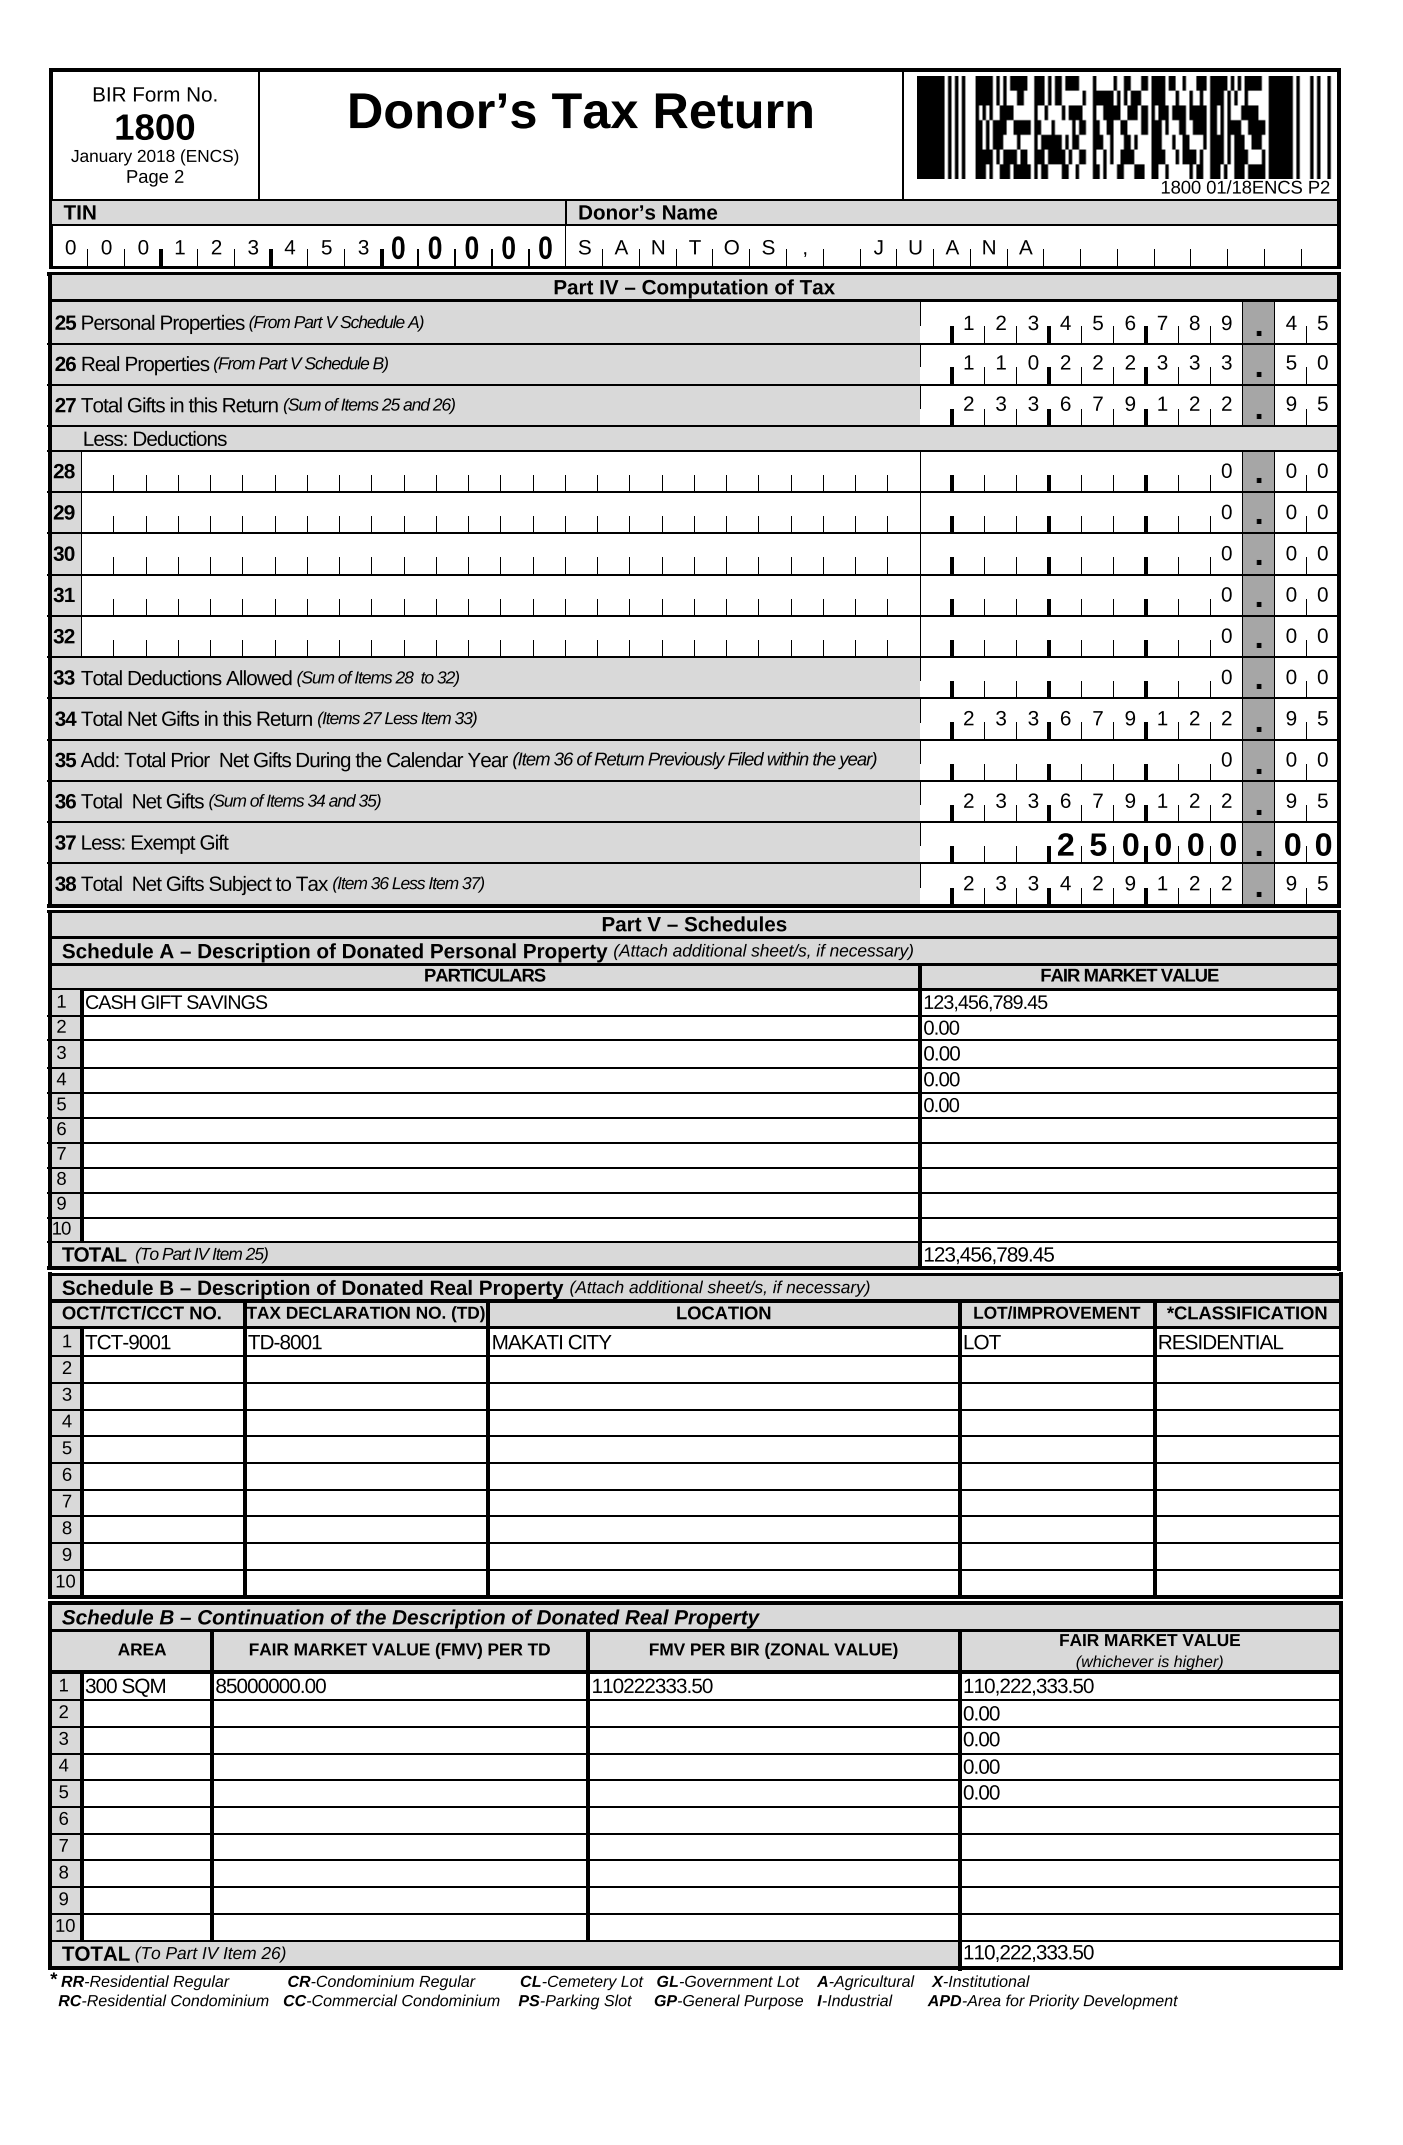 BIR Form No.
1800
January 2018 (ENCS)
Page 2
Donor’s Tax Return
1800 01/18ENCS P2
TIN Donor’s Name
0 0 0 1 2 3 4 5 3 0 0 0 0 0 S A N T O S , J U A N A
Part IV – Computation of Tax
25 Personal Properties (From Part V Schedule A) 1 2 3 4 5 6 7 8 9 . 4 5
26 Real Properties (From Part V Schedule B) 1 1 0 2 2 2 3 3 3 . 5 0
27 Total Gifts in this Return (Sum of Items 25 and 26) 2 3 3 6 7 9 1 2 2 . 9 5
Less: Deductions
28 0 . 0 0
29 0 . 0 0
30 0 . 0 0
31 0 . 0 0
32 0 . 0 0
33 Total Deductions Allowed (Sum of Items 28 to 32) 0 . 0 0
34 Total Net Gifts in this Return (Items 27 Less Item 33) 2 3 3 6 7 9 1 2 2 . 9 5
35 Add: Total Prior Net Gifts During the Calendar Year (Item 36 of Return Previously Filed within the year) 0 . 0 0
36 Total Net Gifts (Sum of Items 34 and 35) 2 3 3 6 7 9 1 2 2 . 9 5
37 Less: Exempt Gift 2 5 0 0 0 0 . 0 0
38 Total Net Gifts Subject to Tax (Item 36 Less Item 37) 2 3 3 4 2 9 1 2 2 . 9 5
Part V – Schedules
Schedule A – Description of Donated Personal Property (Attach additional sheet/s, if necessary)
PARTICULARS FAIR MARKET VALUE
1 CASH GIFT SAVINGS 123,456,789.45
2 0.00
3 0.00
4 0.00
5 0.00
6
7
8
9
10
TOTAL (To Part IV Item 25) 123,456,789.45
Schedule B – Description of Donated Real Property (Attach additional sheet/s, if necessary)
OCT/TCT/CCT NO. TAX DECLARATION NO. (TD) LOCATION LOT/IMPROVEMENT *CLASSIFICATION
1 TCT-9001 TD-8001 MAKATI CITY LOT RESIDENTIAL
2
3
4
5
6
7
8
9
10
Schedule B – Continuation of the Description of Donated Real Property
AREA FAIR MARKET VALUE (FMV) PER TD FMV PER BIR (ZONAL VALUE) FAIR MARKET VALUE
(whichever is higher)
1 300 SQM 85000000.00 110222333.50 110,222,333.50
2 0.00
3 0.00
4 0.00
5 0.00
6
7
8
9
10
TOTAL (To Part IV Item 26) 110,222,333.50
* RR-Residential Regular CR-Condominium Regular CL-Cemetery Lot GL-Government Lot A-Agricultural X-Institutional
RC-Residential Condominium CC-Commercial Condominium PS-Parking Slot GP-General Purpose I-Industrial APD-Area for Priority Development